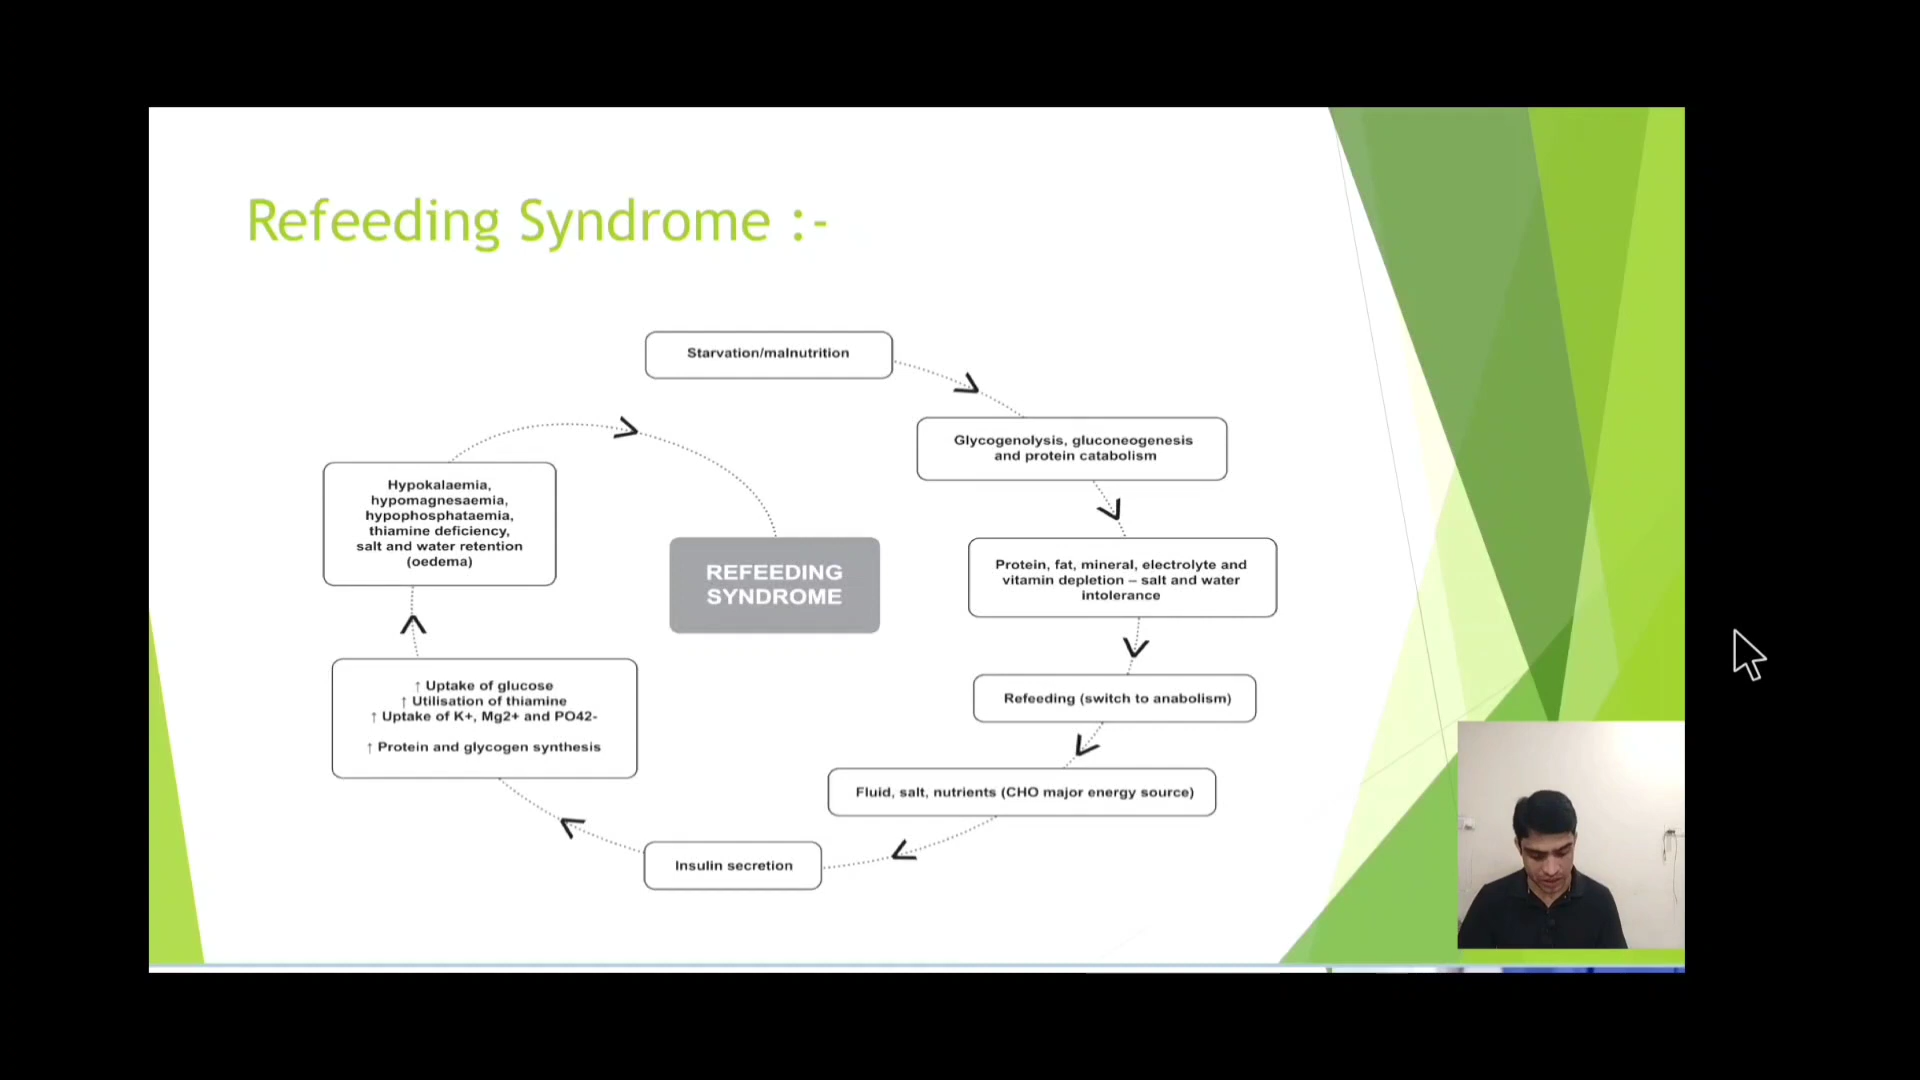 Refeeding Syndrome :-
Starvation/malnutrition
Glycogenolysis, gluconeogenesis
and protein catabolism
Protein, fat, mineral, electrolyte and
vitamin depletion – salt and water
intolerance
Refeeding (switch to anabolism)
Fluid, salt, nutrients (CHO major energy source)
Insulin secretion
↑ Uptake of glucose
↑ Utilisation of thiamine
↑ Uptake of K+, Mg2+ and PO42-
↑ Protein and glycogen synthesis
Hypokalaemia,
hypomagnesaemia,
hypophosphataemia,
thiamine deficiency,
salt and water retention
(oedema)
REFEEDING
SYNDROME